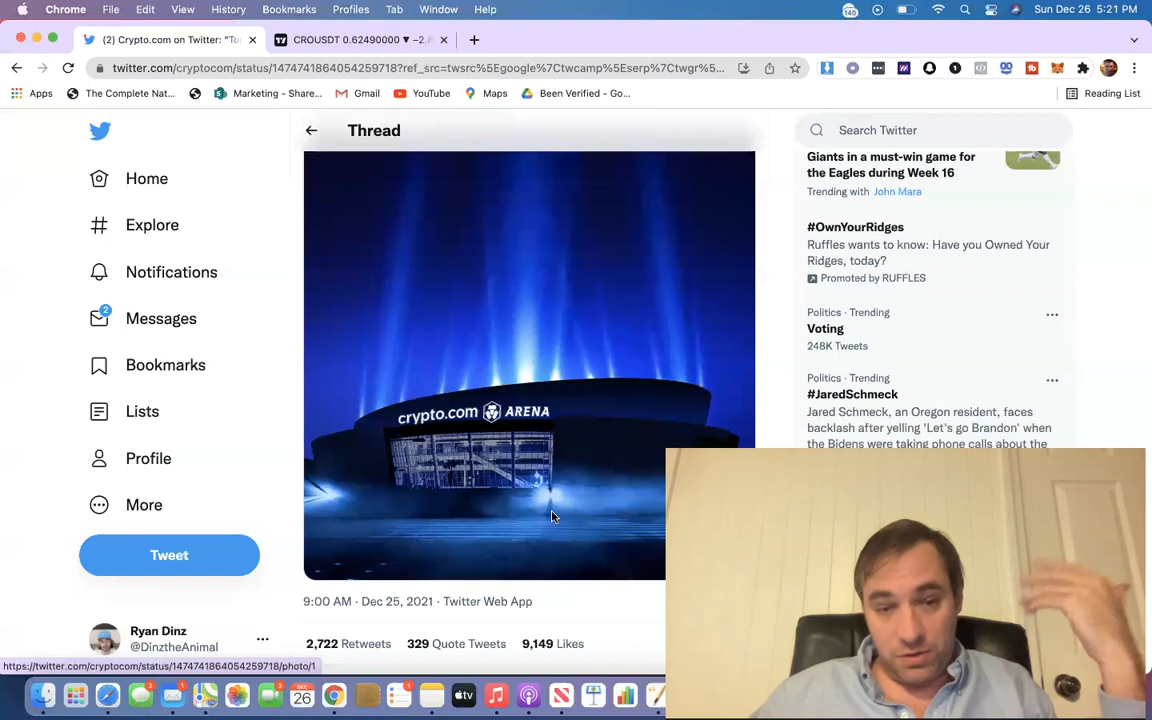 Chrome File Edit View History Bookmarks Profiles Tab Window Help
140
Sun Dec 26 5:21 PM
(2) Crypto.com on Twitter: "To
CROUSDT 0.62490000 ▼ −2.
twitter.com/cryptocom/status/1474741864054259718?ref_src=twsrc%5Egoogle%7Ctwcamp%5Eserp%7Ctwgr%5...
Apps
The Complete Nat...
Marketing - Share...
Gmail
YouTube
Maps
Been Verified - Go...
Reading List
Home
Explore
Notifications
2
Messages
Bookmarks
Lists
Profile
More
Tweet
Ryan Dinz
@DinztheAnimal
Thread
crypto.com ARENA
9:00 AM · Dec 25, 2021 · Twitter Web App
2,722 Retweets 329 Quote Tweets 9,149 Likes
Search Twitter
Giants in a must-win game for
the Eagles during Week 16
Trending with John Mara
#OwnYourRidges
Ruffles wants to know: Have you Owned Your
Ridges, today?
Promoted by RUFFLES
Politics · Trending
Voting
248K Tweets
Politics · Trending
#JaredSchmeck
Jared Schmeck, an Oregon resident, faces
backlash after yelling 'Let's go Brandon' when
the Bidens were taking phone calls about the
https://twitter.com/cryptocom/status/1474741864054259718/photo/1
DEC
26
tv